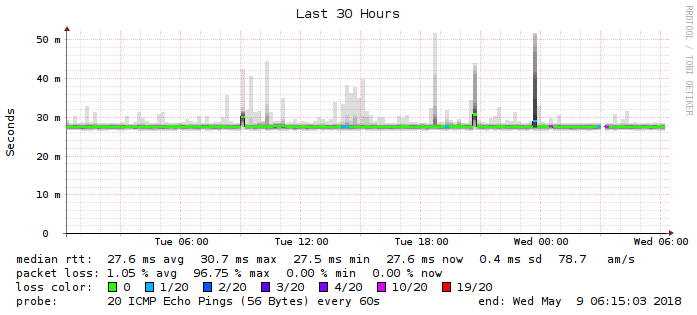 Last 30 Hours
RRDTOOL / TOBI OETIKER
Seconds
50 m
40 m
30 m
20 m
10 m
0
Tue 06:00 Tue 12:00 Tue 18:00 Wed 00:00 Wed 06:00
median rtt: 27.6 ms avg 30.7 ms max 27.5 ms min 27.6 ms now 0.4 ms sd 78.7 am/s
packet loss: 1.05 % avg 96.75 % max 0.00 % min 0.00 % now
loss color: 0 1/20 2/20 3/20 4/20 10/20 19/20
probe: 20 ICMP Echo Pings (56 Bytes) every 60s end: Wed May 9 06:15:03 2018